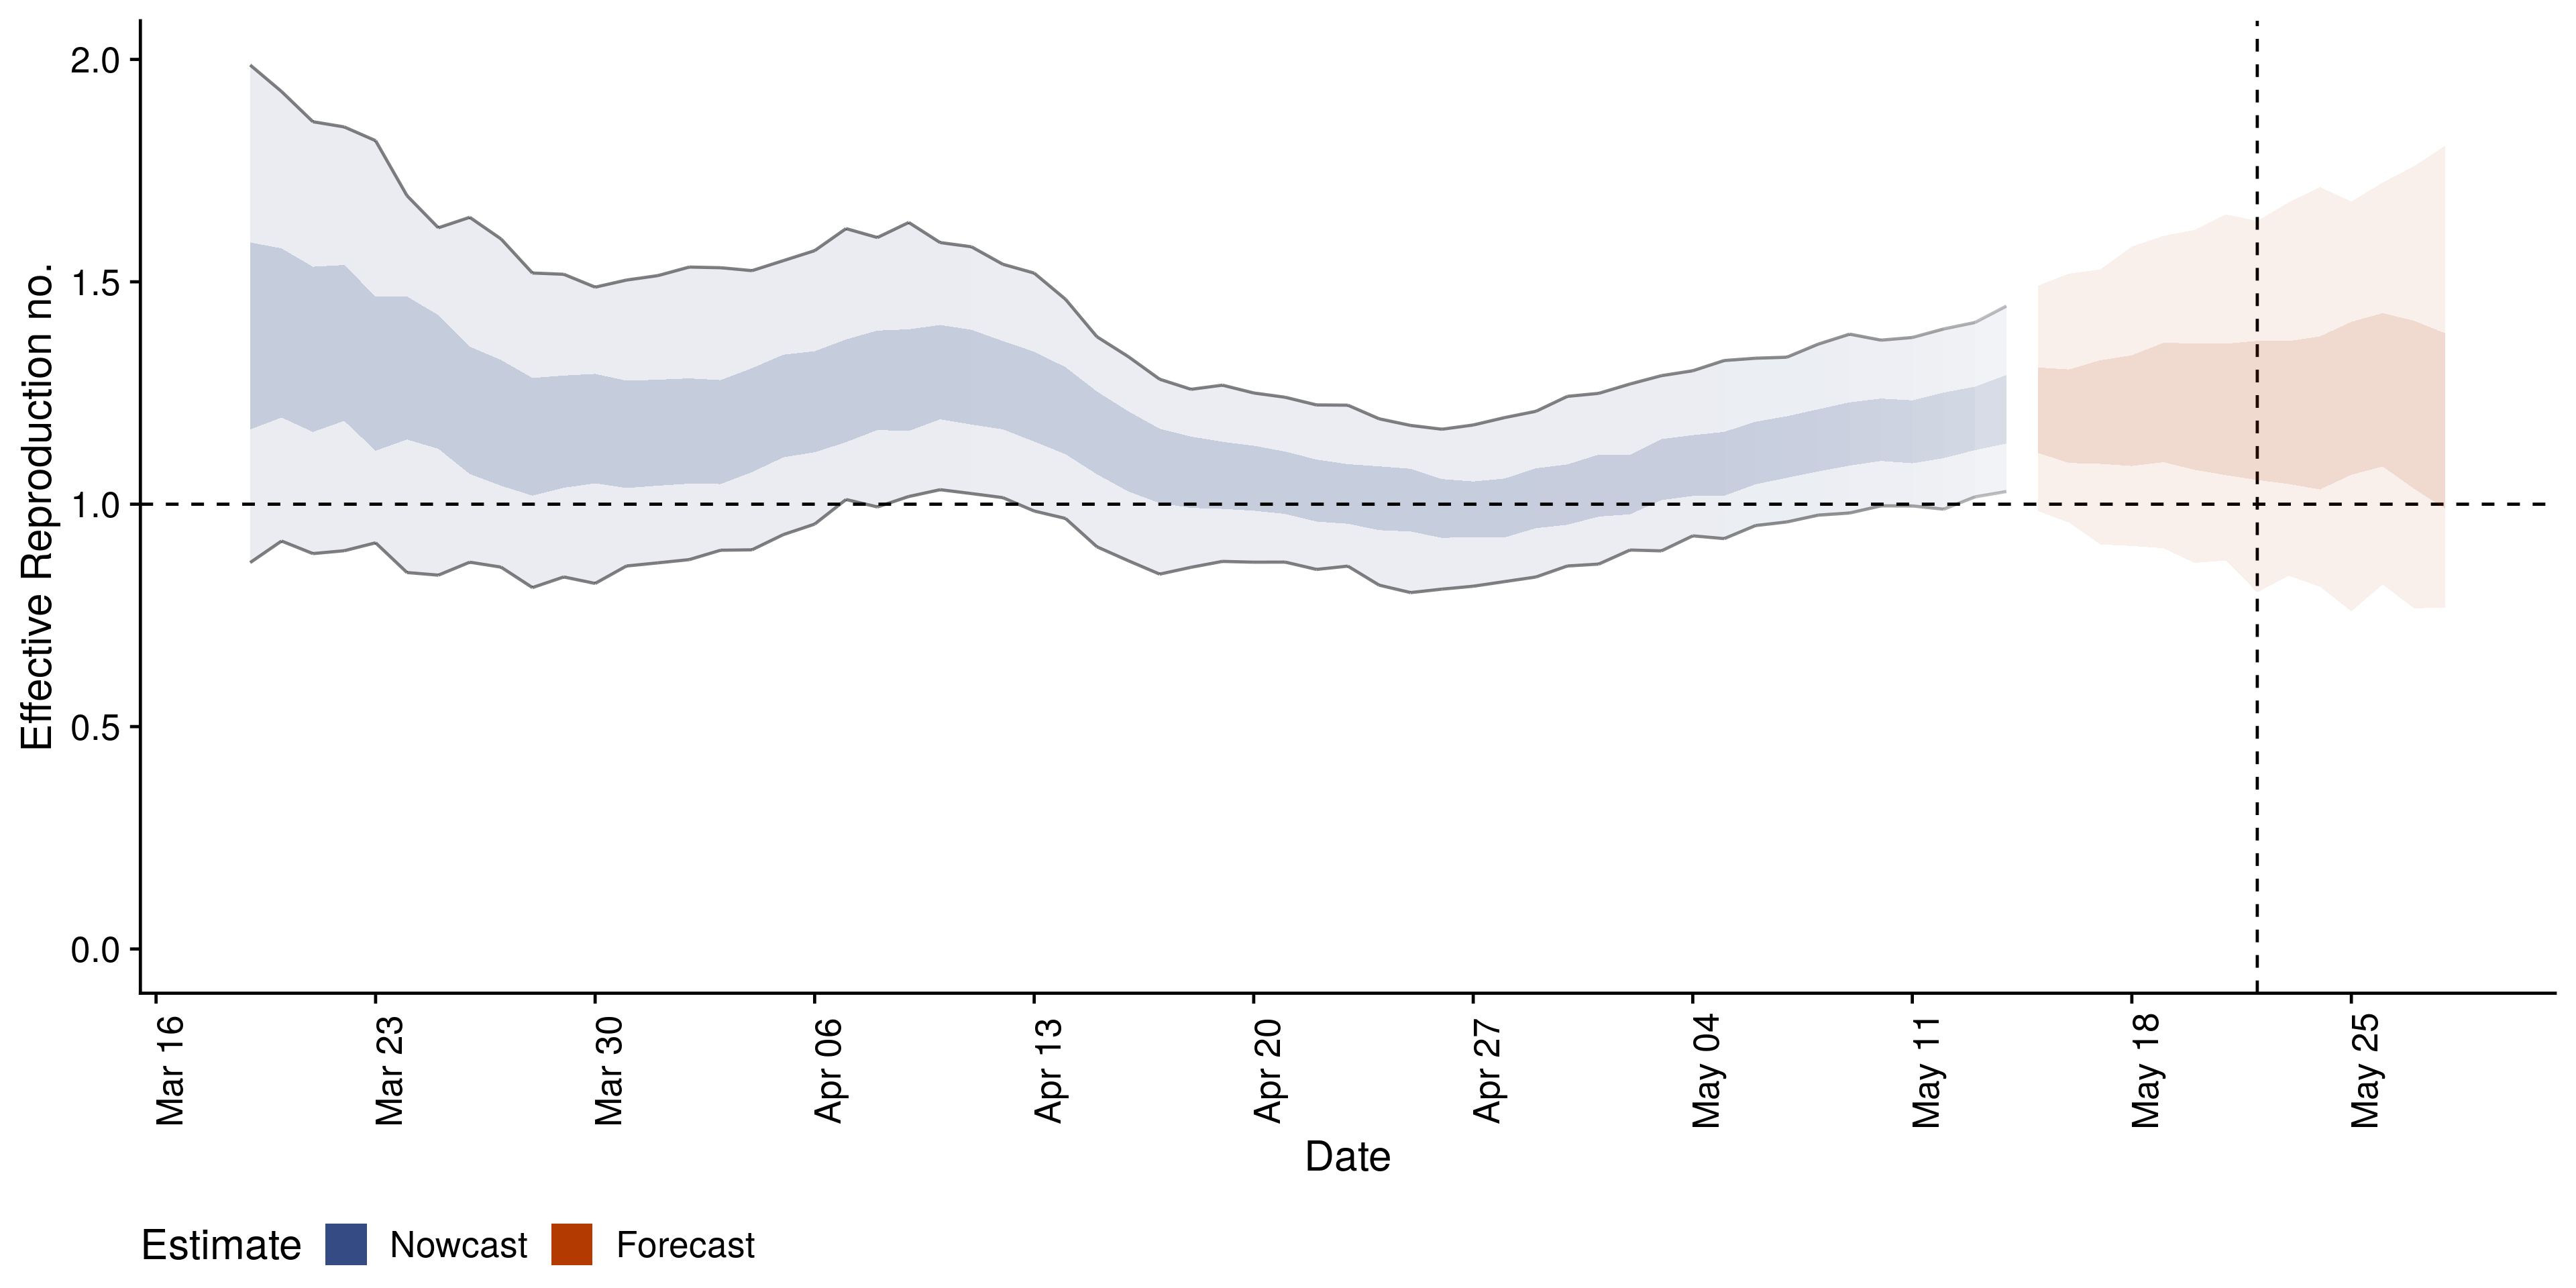 Effective Reproduction no.
2.0
1.5
1.0
0.5
0.0
Mar 16
Mar 23
Mar 30
Apr 06
Apr 13
Apr 20
Apr 27
May 04
May 11
May 18
May 25
Date
Estimate Nowcast Forecast